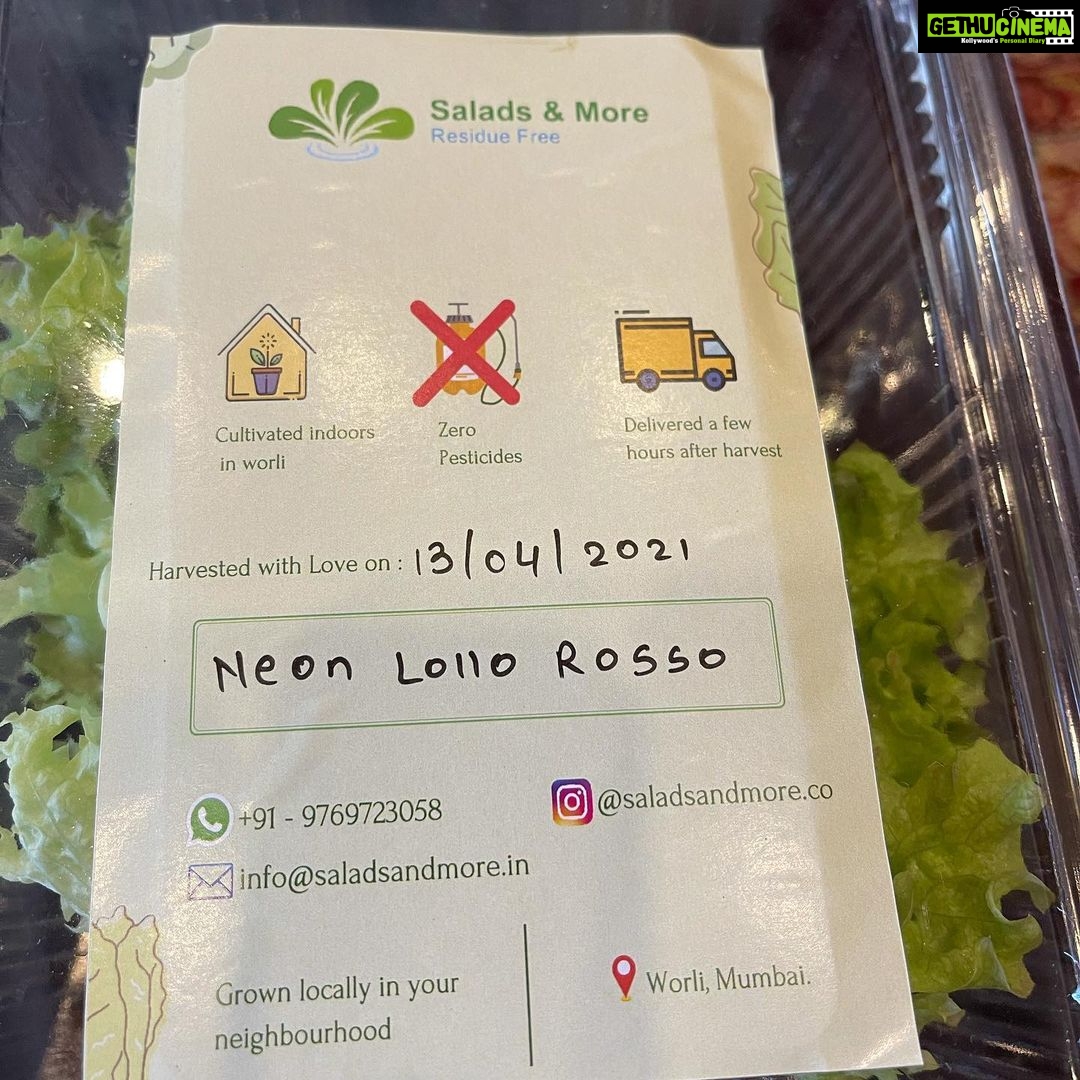 GETHUCINEMA
Kollywood's Personal Diary
Salads & More
Residue Free
Cultivated indoors
in worli
Zero
Pesticides
Delivered a few
hours after harvest
Harvested with Love on : 13/04/2021
Neon Lollo Rosso
+91 - 9769723058
@saladsandmore.co
info@saladsandmore.in
Grown locally in your
neighbourhood
Worli, Mumbai.